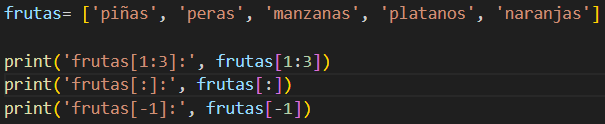 frutas= ['piñas', 'peras', 'manzanas', 'platanos', 'naranjas']
print('frutas[1:3]:', frutas[1:3])
print('frutas[:]:', frutas[:])
print('frutas[-1]:', frutas[-1])